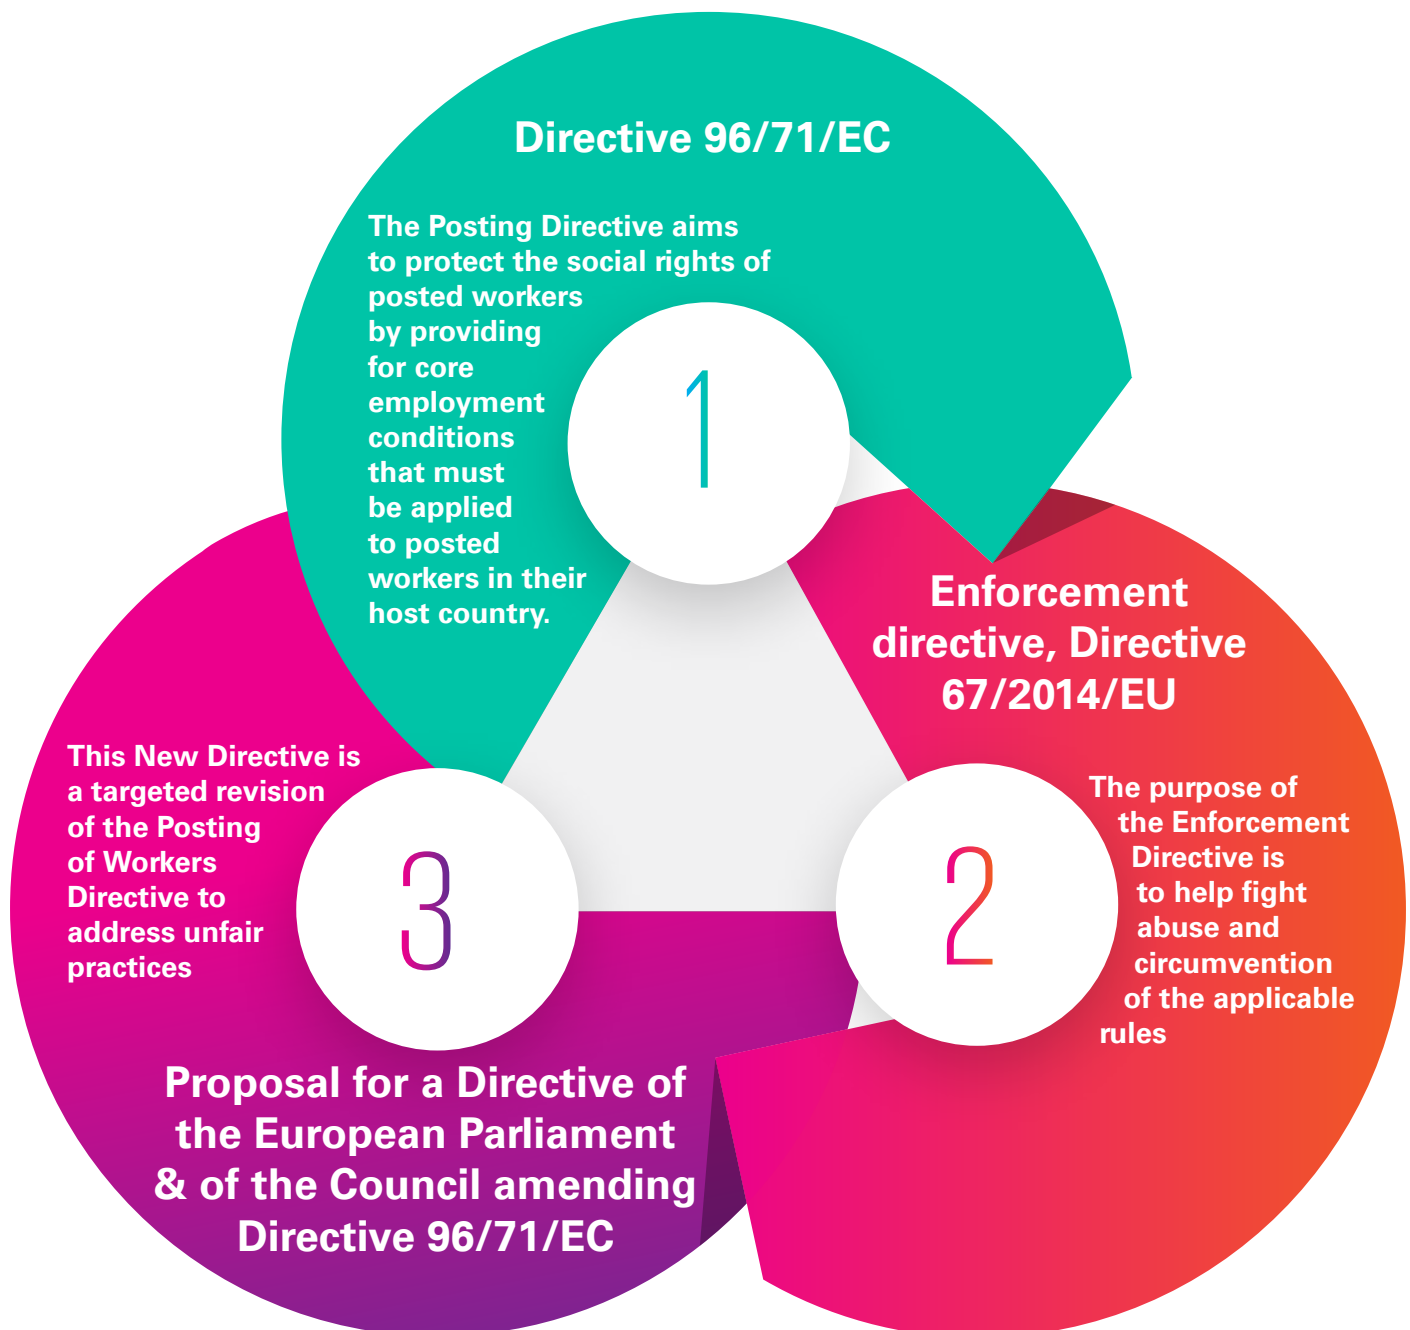 Directive 96/71/EC
The Posting Directive aims
to protect the social rights of
posted workers
by providing
for core
employment
conditions
that must
be applied
to posted
workers in their
host country.
1
Enforcement
directive, Directive
67/2014/EU
The purpose of
the Enforcement
Directive is
to help fight
abuse and
circumvention
of the applicable
rules
2
This New Directive is
a targeted revision
of the Posting
of Workers
Directive to
address unfair
practices
3
Proposal for a Directive of
the European Parliament
& of the Council amending
Directive 96/71/EC